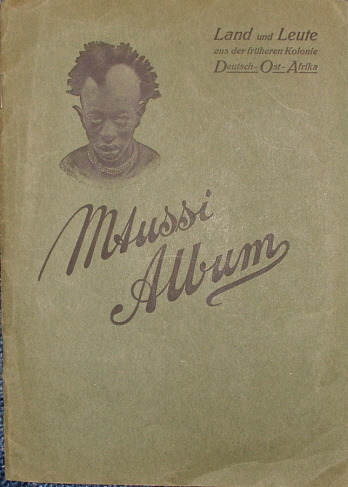 Land und Leute
aus der früheren Kolonie
Deutsch-Ost-Afrika
Mtussi
Album